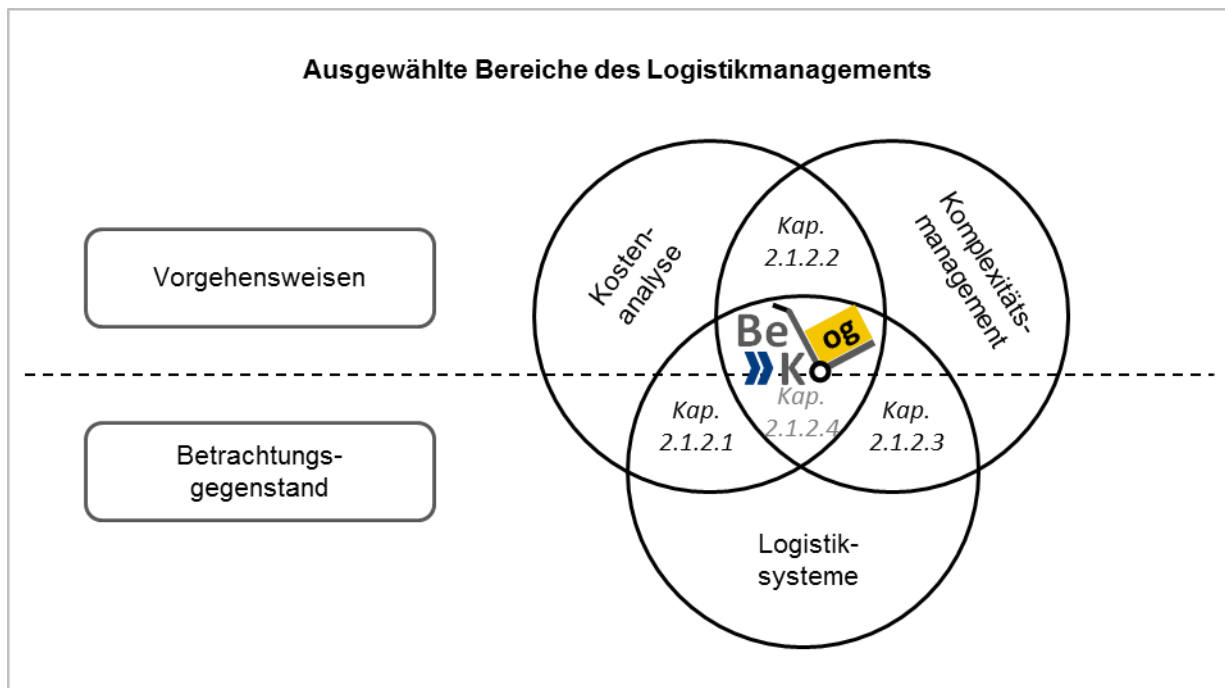 Ausgewählte Bereiche des Logistikmanagements
Vorgehensweisen
Betrachtungs-
gegenstand
Kosten-
analyse
Komplexitäts-
management
Kap.
2.1.2.2
Be
og
K
Kap.
2.1.2.1
Kap.
2.1.2.4
Kap.
2.1.2.3
Logistik-
systeme